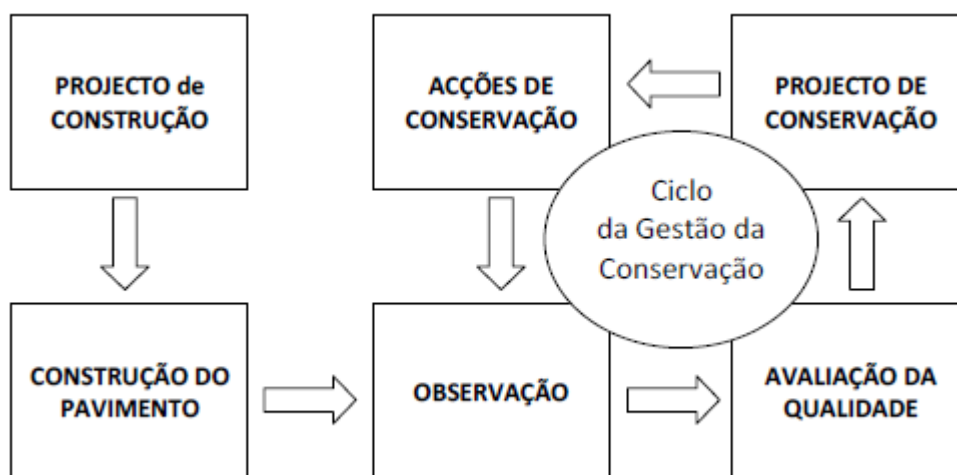 PROJECTO de
CONSTRUÇÃO
ACÇÕES DE
CONSERVAÇÃO
PROJECTO DE
CONSERVAÇÃO
Ciclo
da Gestão da
Conservação
CONSTRUÇÃO DO
PAVIMENTO
OBSERVAÇÃO
AVALIAÇÃO DA
QUALIDADE